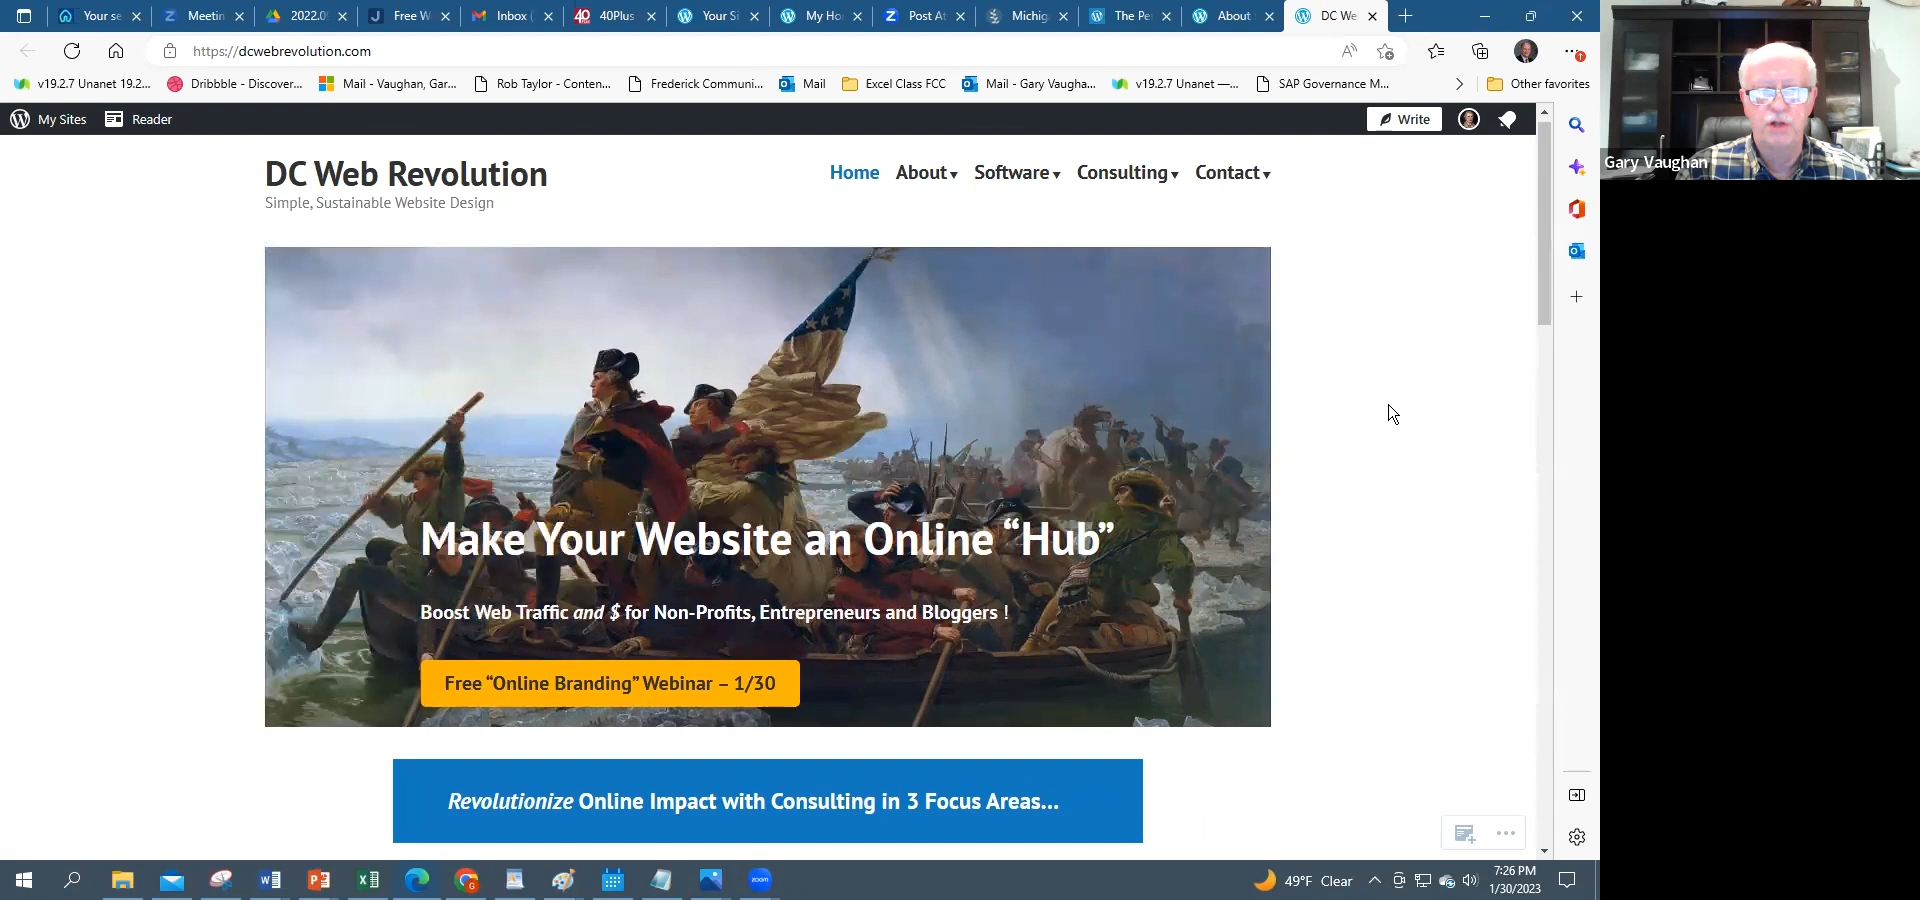 Your se
Meetin
2022.0
Free W
Inbox (
40Plus
Your Si
My Ho
Post At
Michig
The Pe
About
DC We
https://dcwebrevolution.com
v19.2.7 Unanet 19.2...
Dribbble - Discover...
Mail - Vaughan, Gar...
Rob Taylor - Conten...
Frederick Communi...
Mail
Excel Class FCC
Mail - Gary Vaugha...
v19.2.7 Unanet —...
SAP Governance M...
Other favorites
My Sites
Reader
Write
Gary Vaughan
DC Web Revolution
Simple, Sustainable Website Design
Home About Software Consulting Contact
Make Your Website an Online “Hub”
Boost Web Traffic and $ for Non-Profits, Entrepreneurs and Bloggers !
Free “Online Branding” Webinar – 1/30
Revolutionize Online Impact with Consulting in 3 Focus Areas...
49°F Clear
7:26 PM
1/30/2023
zoom